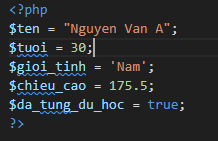 <?php
$ten = "Nguyen Van A";
$tuoi = 30;
$gioi_tinh = 'Nam';
$chieu_cao = 175.5;
$da_tung_du_hoc = true;
?>